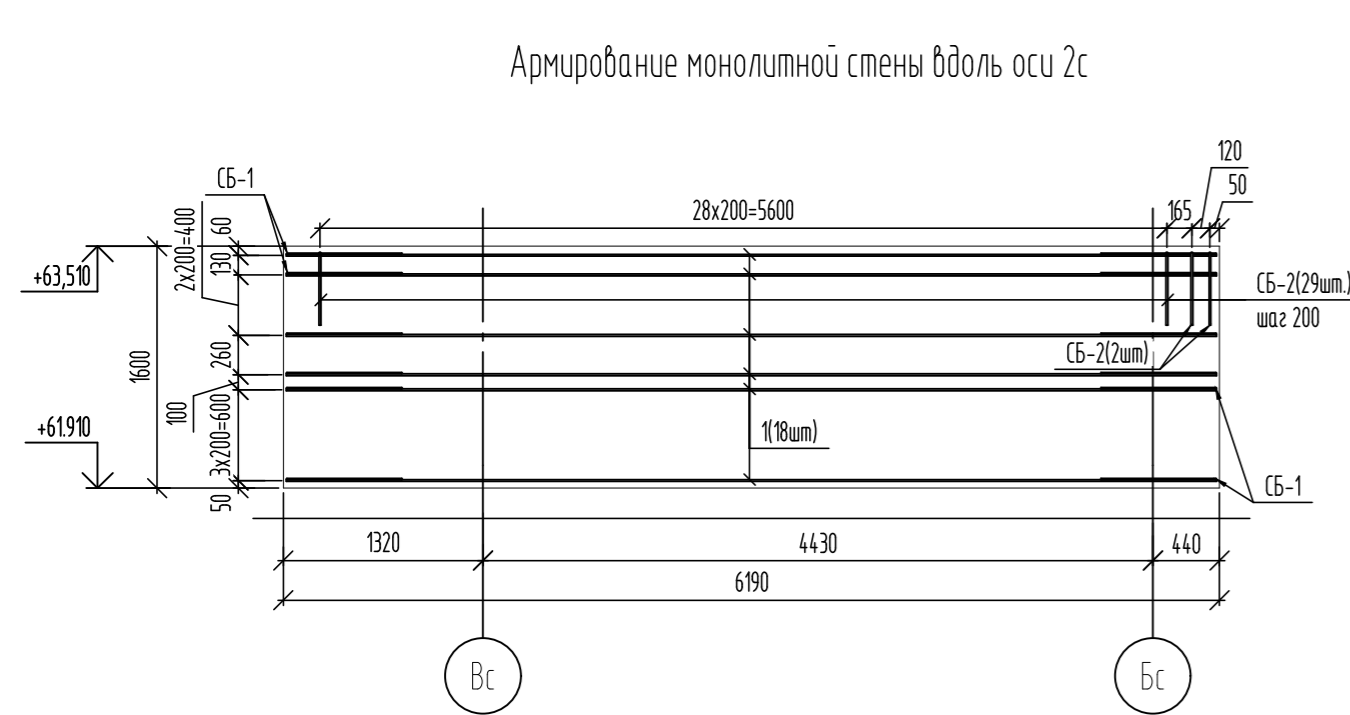 Армирование монолитной стены вдоль оси 2с
120
СБ-1
50
28х200=5600
165
60
2х200=400
130
+63,510
СБ-2(29шт.)
шаг 200
260
СБ-2(2шт)
1600
100
+61.910
3х200=600
1(18шт)
50
СБ-1
1320
4430
440
6190
Вс
Бс